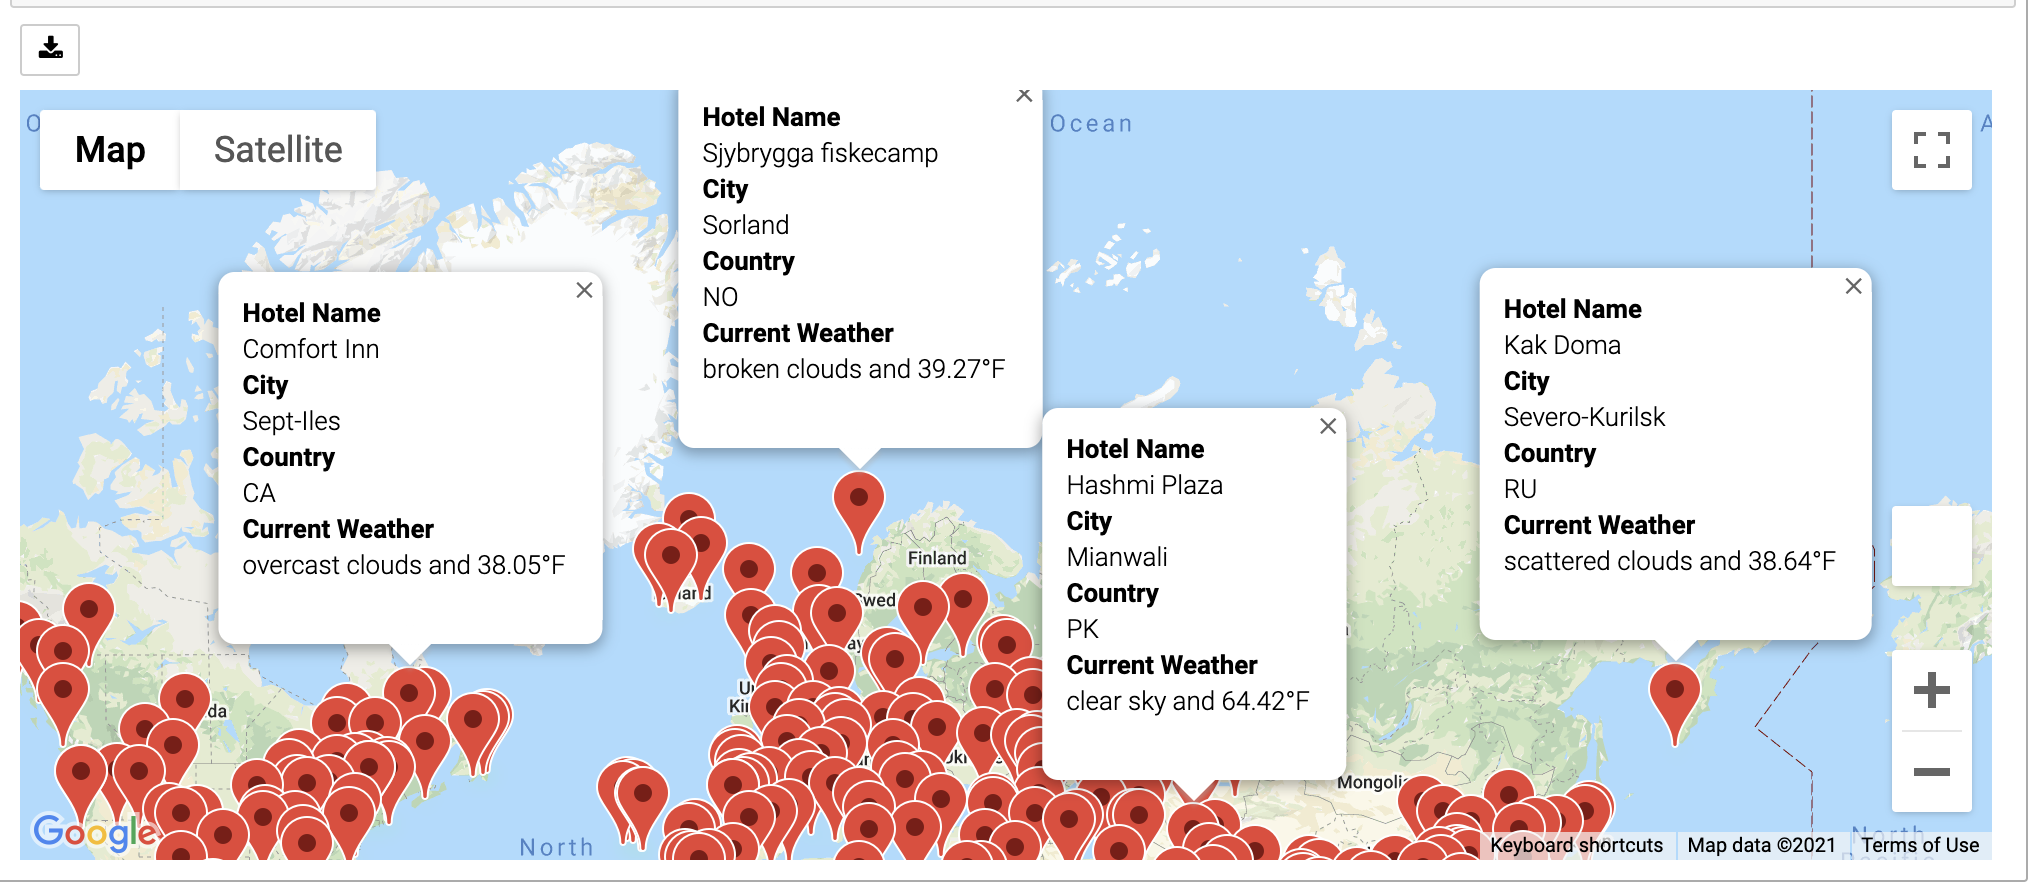 Map
Satellite
Ocean
Hotel Name
Sjybrygga fiskecamp
City
Sorland
Country
NO
Current Weather
broken clouds and 39.27°F
Hotel Name
Comfort Inn
City
Sept-Iles
Country
CA
Current Weather
overcast clouds and 38.05°F
Hotel Name
Kak Doma
City
Severo-Kurilsk
Country
RU
Current Weather
scattered clouds and 38.64°F
Hotel Name
Hashmi Plaza
City
Mianwali
Country
PK
Current Weather
clear sky and 64.42°F
Finland
Mongolia
North
Google
North
Keyboard shortcuts
Map data ©2021
Terms of Use